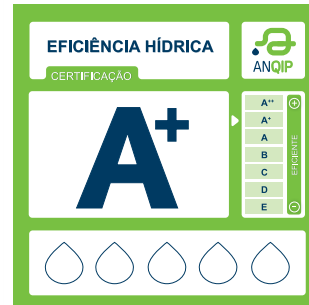 EFICIÊNCIA HÍDRICA
CERTIFICAÇÃO
ANQIP
A+
A++
A+
A
B
C
D
E
EFICIENTE